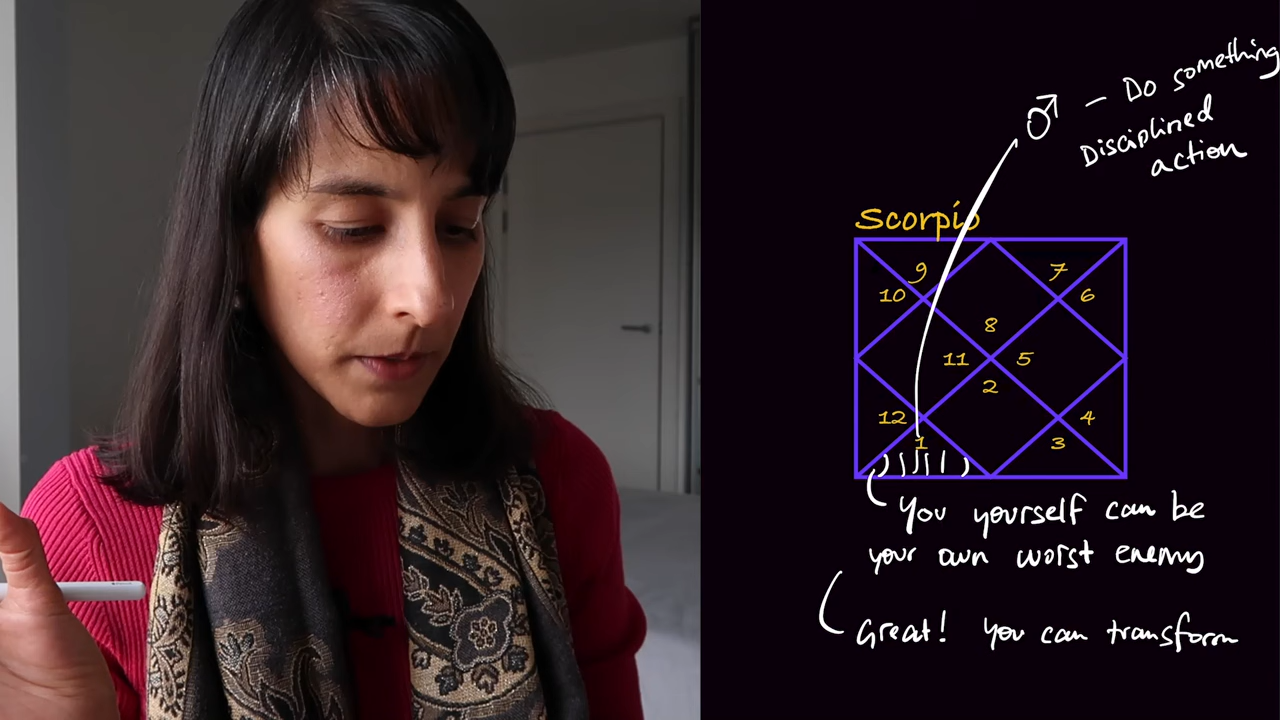 ♂ – Do something
Disciplined
action
Scorpio
9 7
10 6
8
11 5
2
12 4
1 3
You yourself can be
your own worst enemy
Great! You can transform